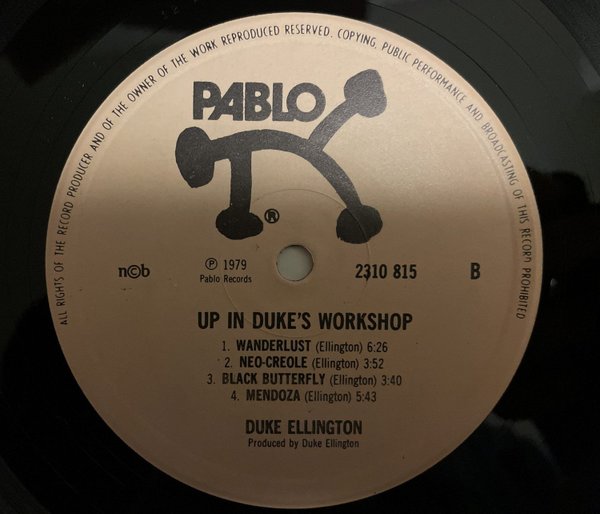 ALL RIGHTS OF THE RECORD PRODUCER AND OF THE OWNER OF THE WORK REPRODUCED RESERVED. COPYING, PUBLIC PERFORMANCE AND BROADCASTING OF THIS RECORD PROHIBITED
PABLO
®
n©b
℗ 1979
Pablo Records
2310 815
B
UP IN DUKE'S WORKSHOP
1. WANDERLUST (Ellington) 6:26
2. NEO-CREOLE (Ellington) 3:52
3. BLACK BUTTERFLY (Ellington) 3:40
4. MENDOZA (Ellington) 5:43
DUKE ELLINGTON
Produced by Duke Ellington